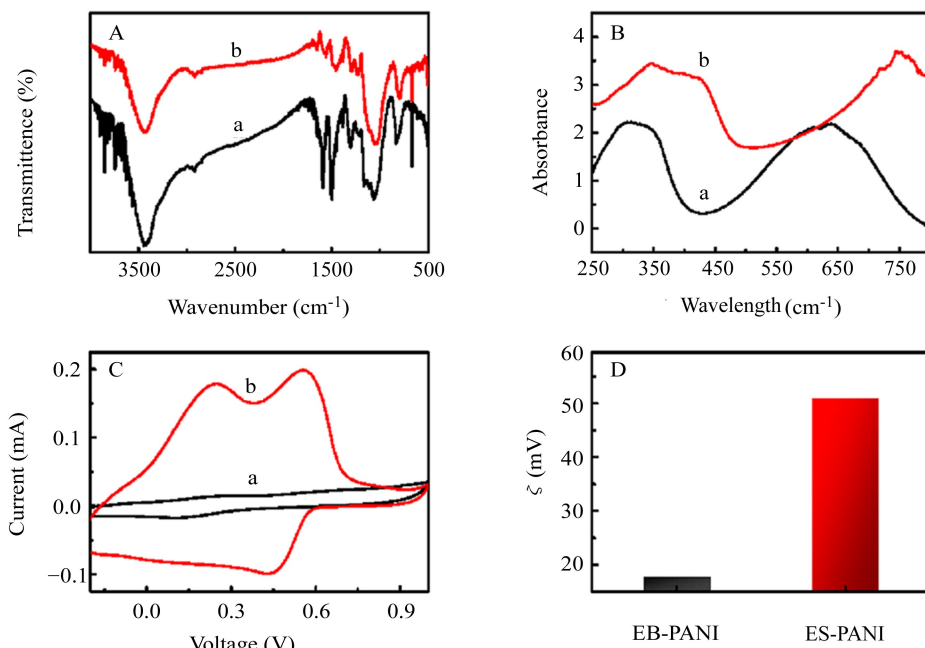 A
b
a
Transmittence (%)
3500 2500 1500 500
Wavenumber (cm-1)
B
b
a
Absorbance
4
3
2
1
0
250 350 450 550 650 750
Wavelength (cm-1)
C
b
a
Current (mA)
0.2
0.1
0.0
−0.1
0.0 0.3 0.6 0.9
Voltage (V)
D
ζ (mV)
60
50
40
30
20
EB-PANI ES-PANI